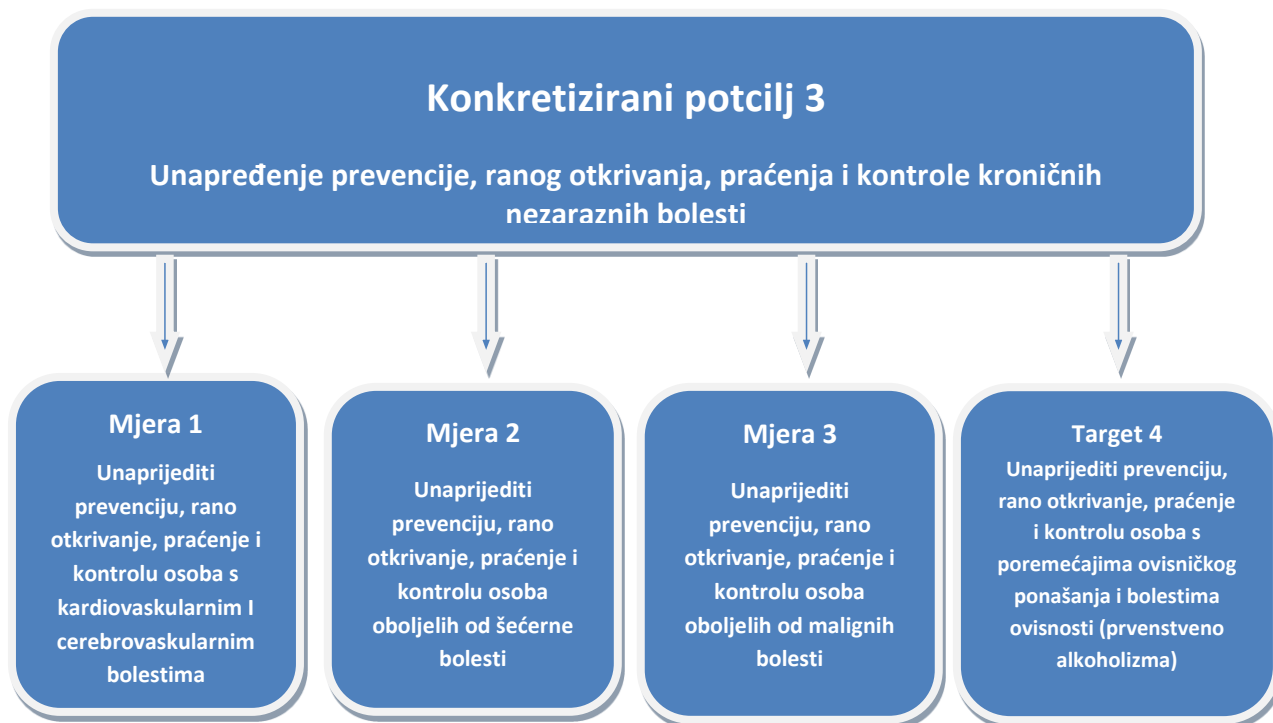 Konkretizirani potcilj 3
Unapređenje prevencije, ranog otkrivanja, praćenja i kontrole kroničnih
nezaraznih bolesti
Mjera 1
Unaprijediti
prevenciju, rano
otkrivanje, praćenje i
kontrolu osoba s
kardiovaskularnim I
cerebrovaskularnim
bolestima
Mjera 2
Unaprijediti
prevenciju, rano
otkrivanje, praćenje i
kontrolu osoba
oboljelih od šećerne
bolesti
Mjera 3
Unaprijediti
prevenciju, rano
otkrivanje, praćenje i
kontrolu osoba
oboljelih od malignih
bolesti
Target 4
Unaprijediti prevenciju,
rano otkrivanje, praćenje
i kontrolu osoba s
poremećajima ovisničkog
ponašanja i bolestima
ovisnosti (prvenstveno
alkoholizma)